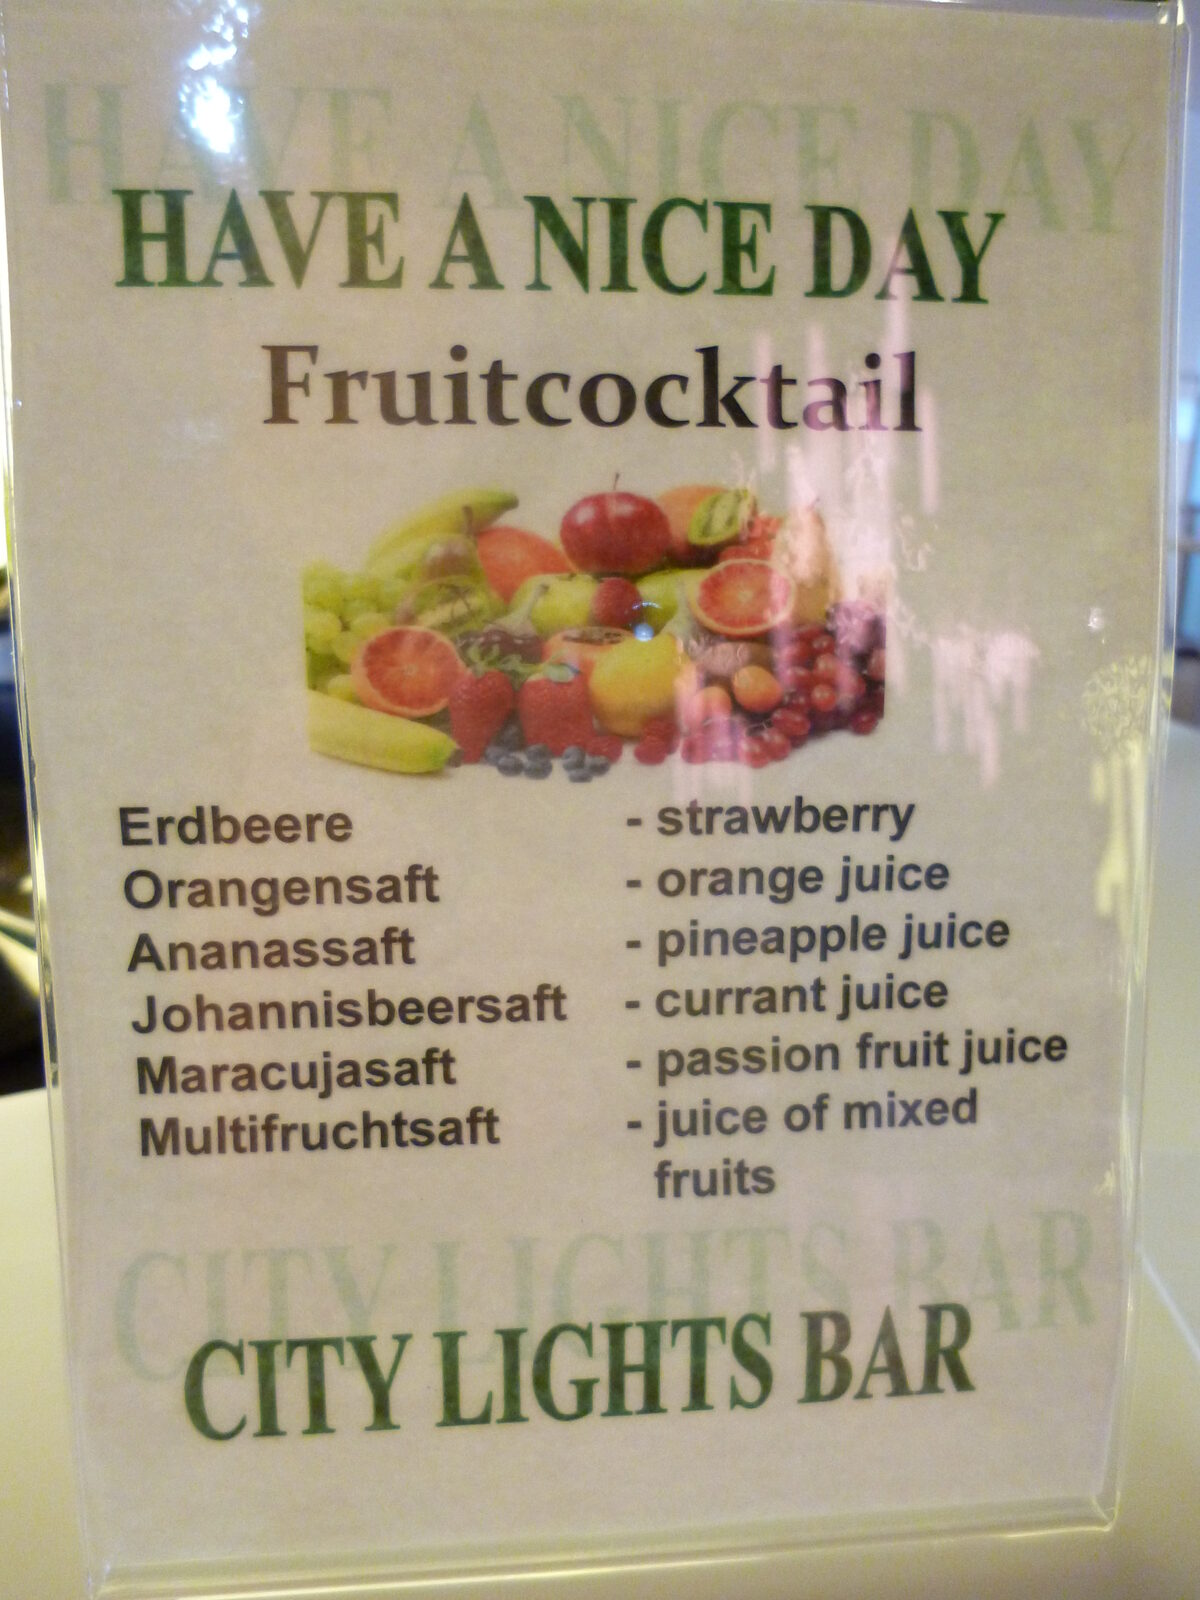 HAVE A NICE DAY
Fruitcocktail
Erdbeere - strawberry
Orangensaft - orange juice
Ananassaft - pineapple juice
Johannisbeersaft - currant juice
Maracujasaft - passion fruit juice
Multifruchtsaft - juice of mixed
fruits
CITY LIGHTS BAR